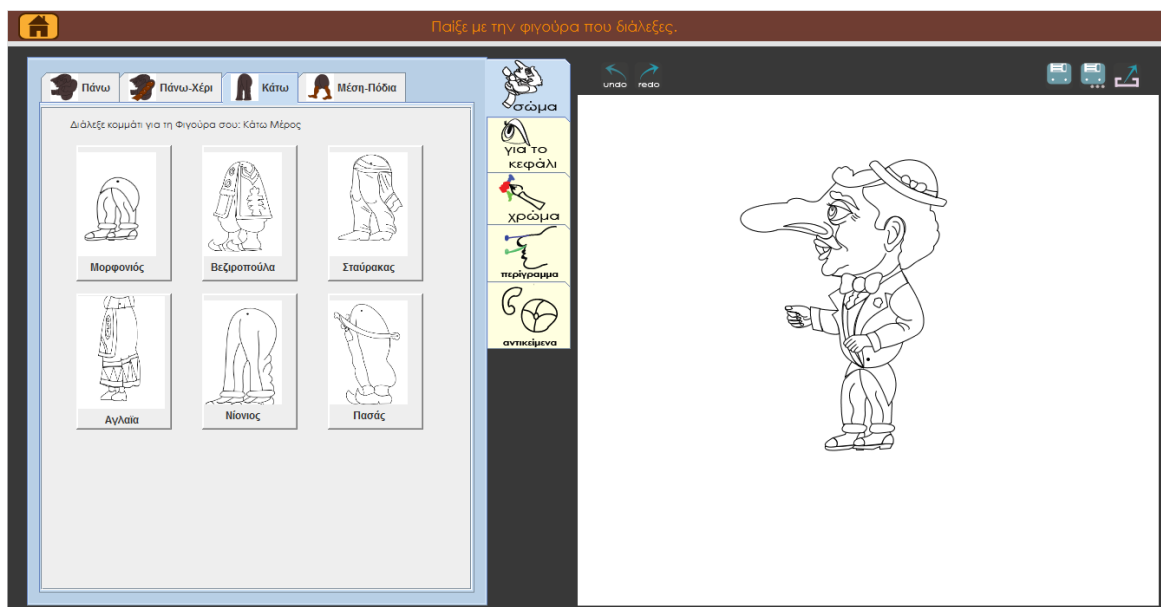 Παίξε με την φιγούρα που διάλεξες.
Πάνω
Πάνω-Χέρι
Κάτω
Μέση-Πόδια
Διάλεξε κομμάτι για τη Φιγούρα σου: Κάτω Μέρος
Μορφονιός
Βεζιροπούλα
Σταύρακας
Αγλαϊα
Νίονιος
Πασάς
σώμα
για το
κεφάλι
χρώμα
περίγραμμα
αντικείμενα
undo
redo